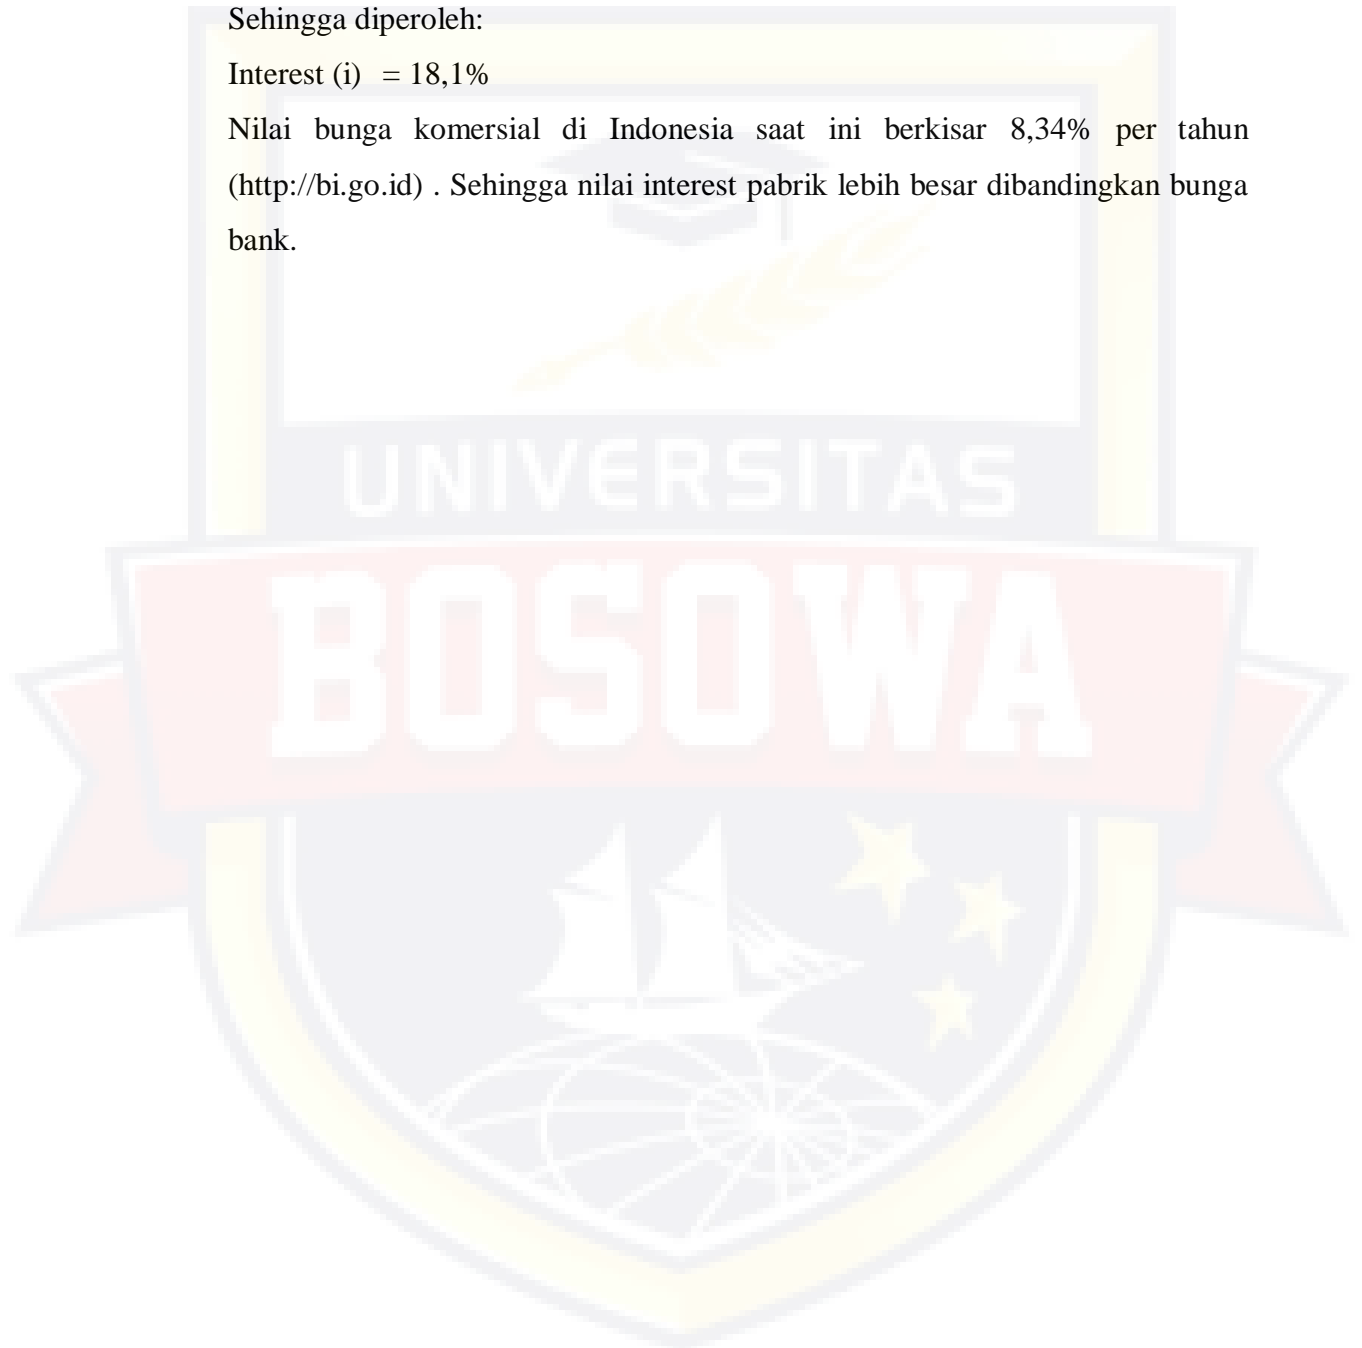 Sehingga diperoleh:
Interest (i) = 18,1%
Nilai bunga komersial di Indonesia saat ini berkisar 8,34% per tahun
(http://bi.go.id) . Sehingga nilai interest pabrik lebih besar dibandingkan bunga
bank.
UNIVERSITAS
BOSOWA